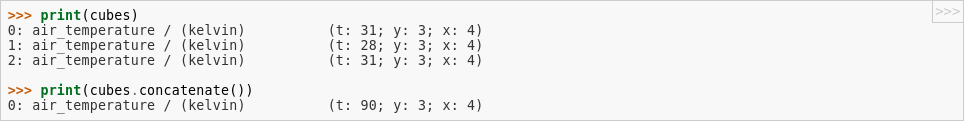 >>> print(cubes)
0: air_temperature / (kelvin)          (t: 31; y: 3; x: 4)
1: air_temperature / (kelvin)          (t: 28; y: 3; x: 4)
2: air_temperature / (kelvin)          (t: 31; y: 3; x: 4)
>>> print(cubes.concatenate())
0: air_temperature / (kelvin)          (t: 90; y: 3; x: 4)
>>>